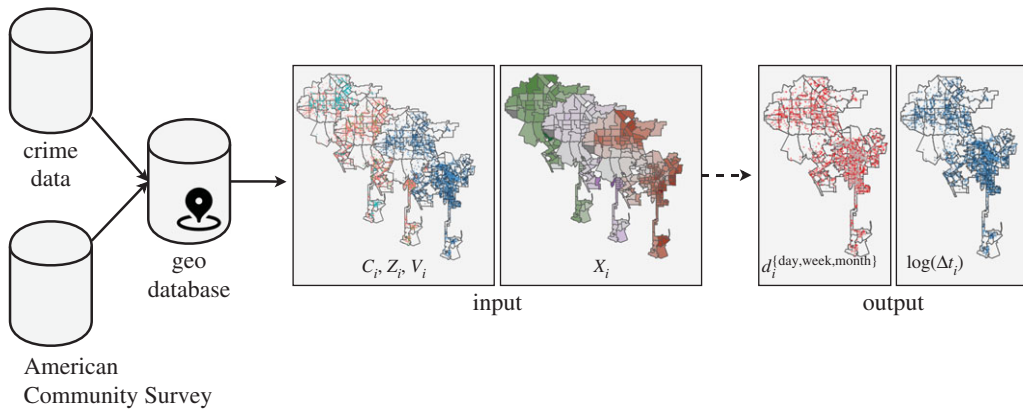 crime
data
geo
database
American
Community Survey
C_i, Z_i, V_i
X_i
input
d_i^{day,week,month}
log(Δt_i)
output